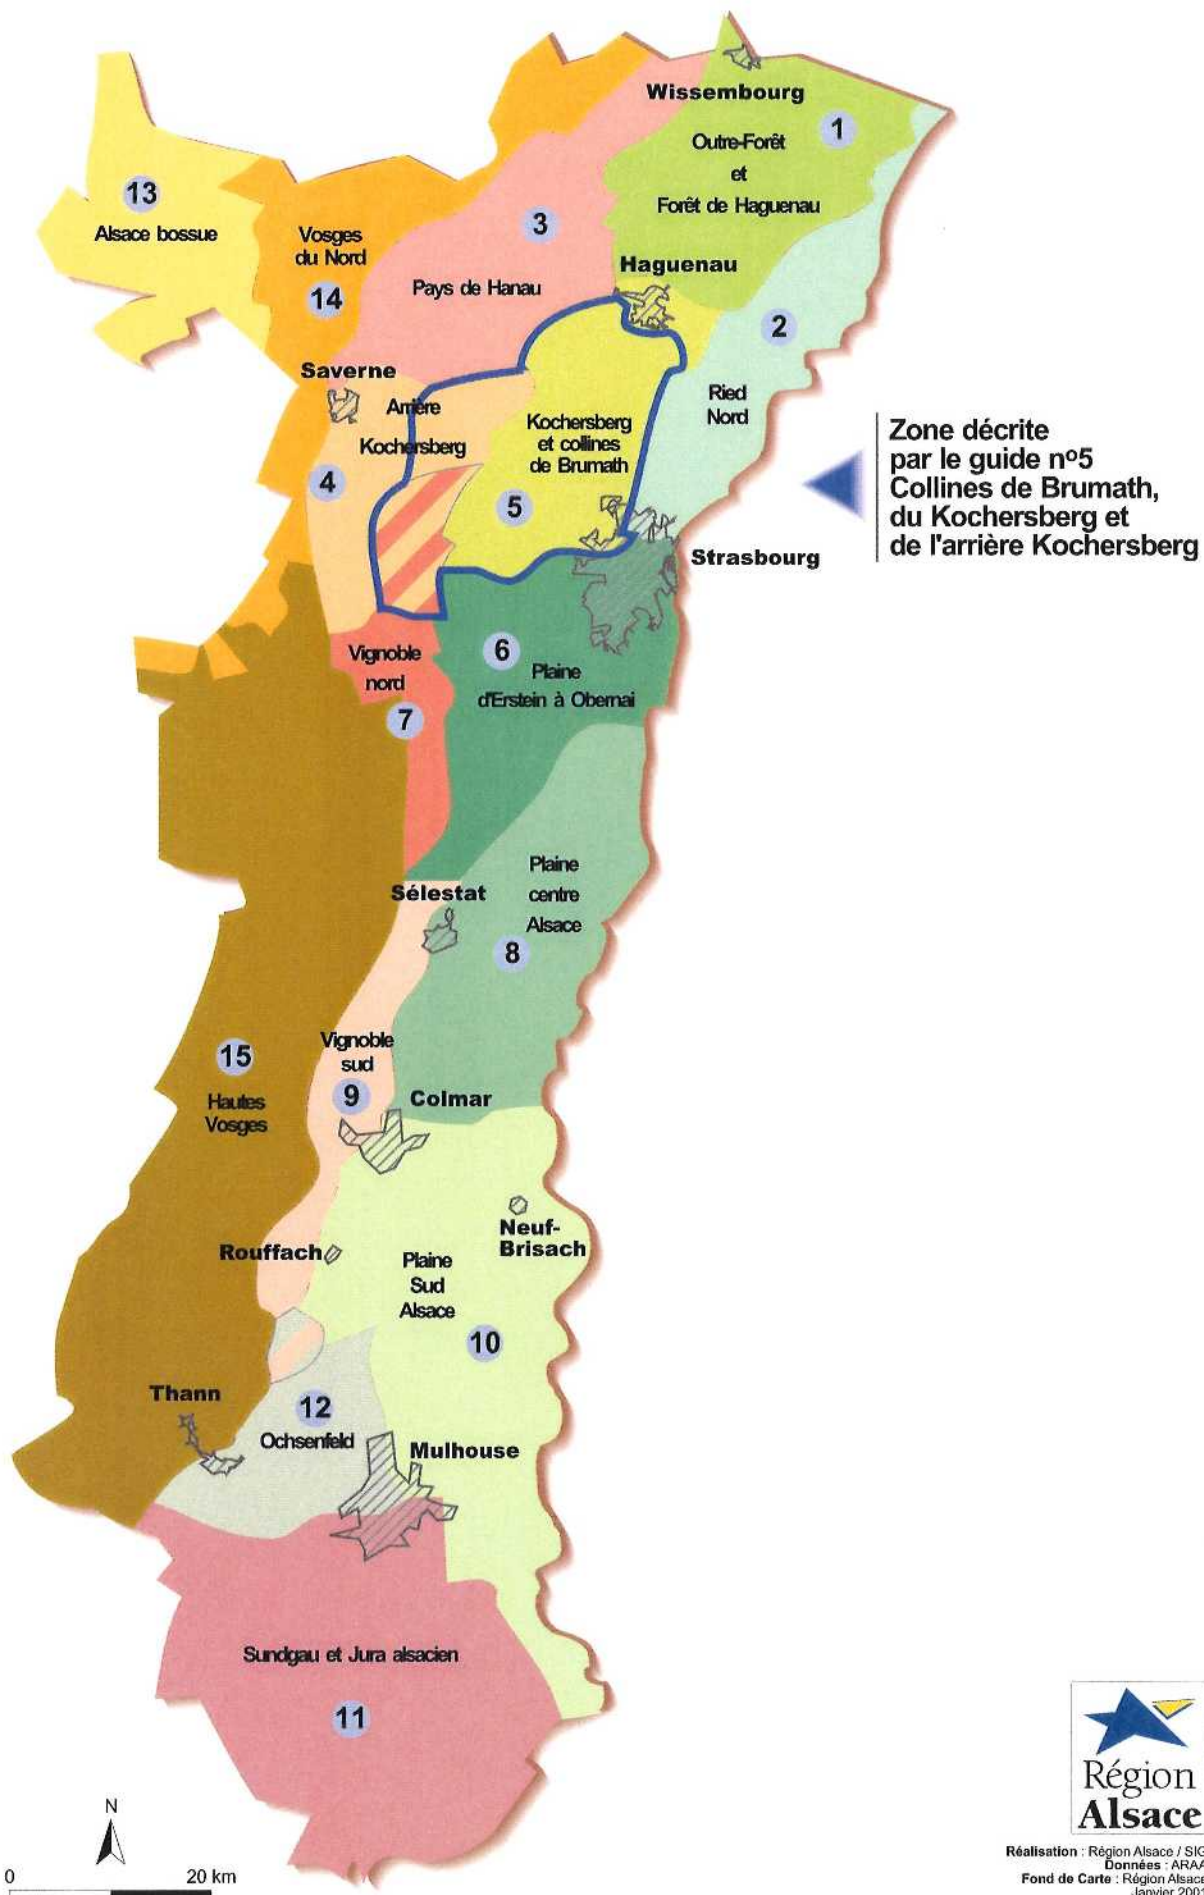 Wissembourg
1
Outre-Forêt
et
Forêt de Haguenau
13
Alsace bossue
Vosges
du Nord
14
3
Pays de Hanau
Haguenau
2
Ried
Nord
Saverne
Arrière
Kochersberg
4
Kochersberg
et collines
de Brumath
5
Zone décrite
par le guide nº5
Collines de Brumath,
du Kochersberg et
de l'arrière Kochersberg
Strasbourg
Vignoble
nord
7
6
Plaine
d'Erstein à Obernai
Sélestat
Plaine
centre
Alsace
8
15
Hautes
Vosges
Vignoble
sud
9
Colmar
Neuf-
Brisach
Rouffach
Plaine
Sud
Alsace
10
Thann
12
Ochsenfeld
Mulhouse
Sundgau et Jura alsacien
11
N
0 20 km
Région
Alsace
Réalisation : Région Alsace / SIG
Données : ARAA
Fond de Carte : Région Alsace
Janvier 2001